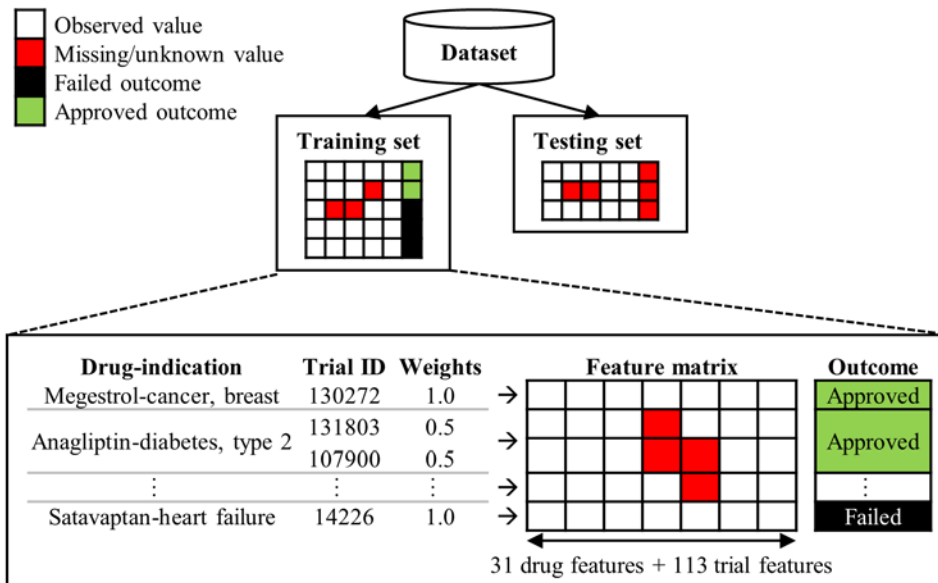 Observed value
Missing/unknown value
Failed outcome
Approved outcome
Dataset
Training set
Testing set
Drug-indication Trial ID Weights Feature matrix Outcome
Megestrol-cancer, breast 130272 1.0 → Approved
131803 0.5
Anagliptin-diabetes, type 2 → Approved
107900 0.5
⋮ ⋮ ⋮ → ⋮
Satavaptan-heart failure 14226 1.0 → Failed
31 drug features + 113 trial features